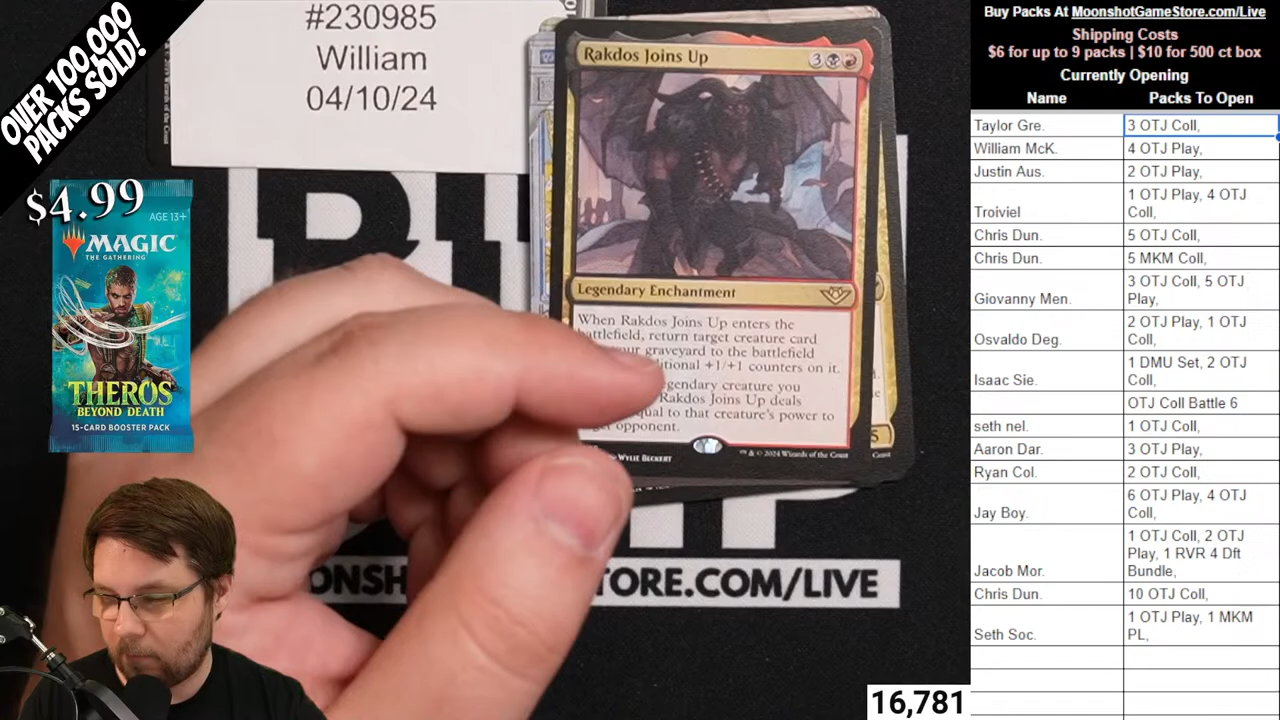 OVER 100,000
PACKS SOLD!
$4.99
AGE 13+
MAGIC
THE GATHERING
THEROS
BEYOND DEATH
15-CARD BOOSTER PACK
#230985
William
04/10/24
Rakdos Joins Up 3
Legendary Enchantment
When Rakdos Joins Up enters the
battlefield, return target creature card
graveyard to the battlefield
+1/+1 counters on it.
creature you
Rakdos Joins Up deals
equal to that creature's power to
opponent.
WYLIE BECKERT
™ & © 2024 Wizards of the Coast
STORE.COM/LIVE
16,781
Buy Packs At MoonshotGameStore.com/Live
Shipping Costs
$6 for up to 9 packs | $10 for 500 ct box
Currently Opening
Name Packs To Open
Taylor Gre. 3 OTJ Coll,
William McK. 4 OTJ Play,
Justin Aus. 2 OTJ Play,
Troiviel 1 OTJ Play, 4 OTJ
Coll,
Chris Dun. 5 OTJ Coll,
Chris Dun. 5 MKM Coll,
Giovanny Men. 3 OTJ Coll, 5 OTJ
Play,
Osvaldo Deg. 2 OTJ Play, 1 OTJ
Coll,
Isaac Sie. 1 DMU Set, 2 OTJ
Coll,
OTJ Coll Battle 6
seth nel. 1 OTJ Coll,
Aaron Dar. 3 OTJ Play,
Ryan Col. 2 OTJ Coll,
Jay Boy. 6 OTJ Play, 4 OTJ
Coll,
Jacob Mor. 1 OTJ Coll, 2 OTJ
Play, 1 RVR 4 Dft
Bundle,
Chris Dun. 10 OTJ Coll,
Seth Soc. 1 OTJ Play, 1 MKM
PL,